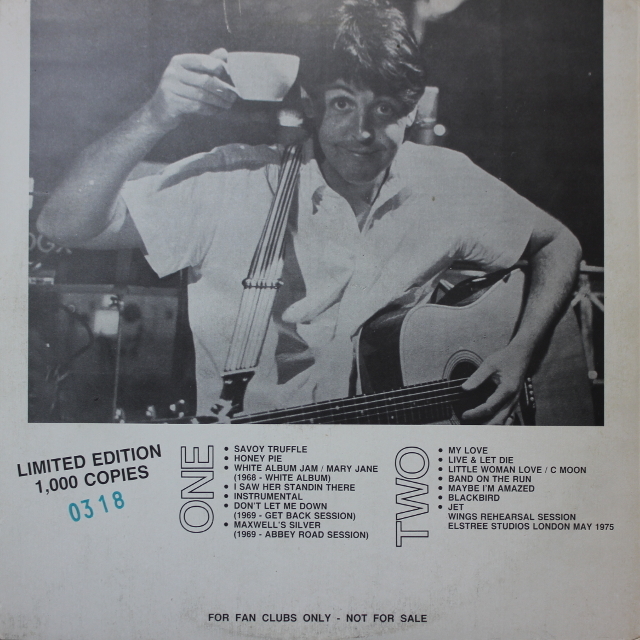 LIMITED EDITION
1,000 COPIES
0318
ONE
• SAVOY TRUFFLE
• HONEY PIE
• WHITE ALBUM JAM / MARY JANE
(1968 - WHITE ALBUM)
• I SAW HER STANDIN THERE
• INSTRUMENTAL
• DON'T LET ME DOWN
(1969 - GET BACK SESSION)
• MAXWELL'S SILVER
(1969 - ABBEY ROAD SESSION)
TWO
• MY LOVE
• LIVE & LET DIE
• LITTLE WOMAN LOVE / C MOON
• BAND ON THE RUN
• MAYBE I'M AMAZED
• BLACKBIRD
• JET
WINGS REHEARSAL SESSION
ELSTREE STUDIOS LONDON MAY 1975
FOR FAN CLUBS ONLY - NOT FOR SALE